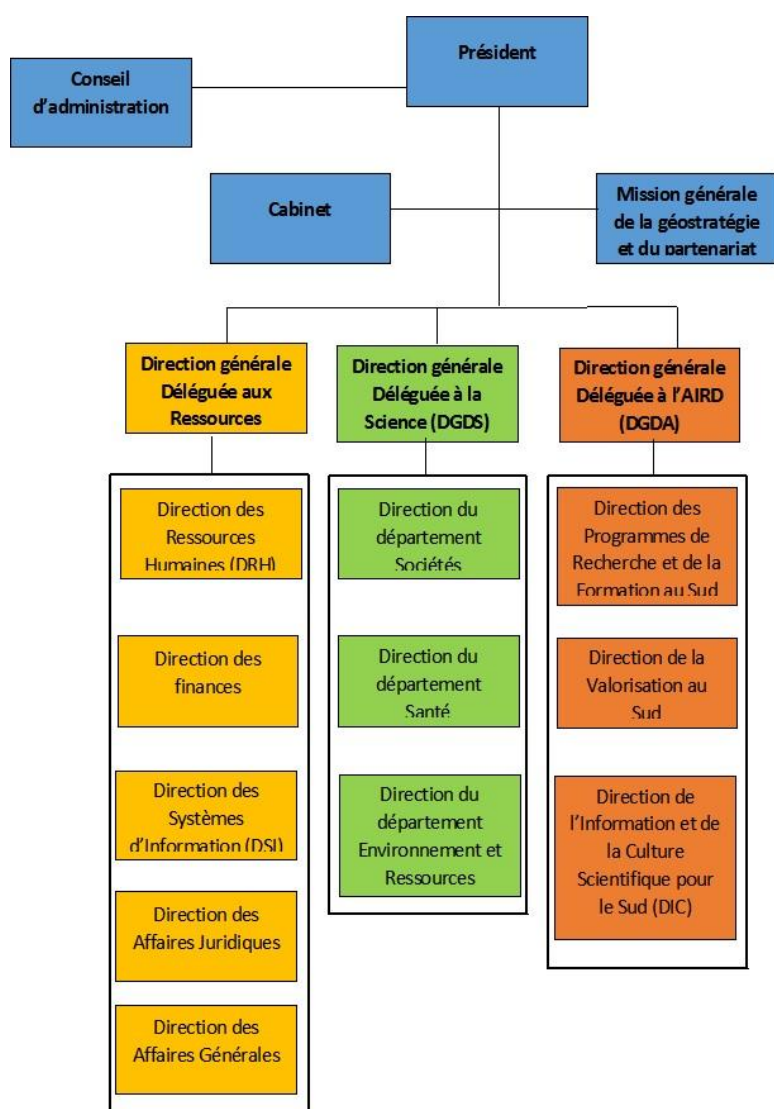 Président
Conseil
d’administration
Cabinet
Mission générale
de la géostratégie
et du partenariat
Direction générale
Déléguée aux
Ressources
Direction générale
Déléguée à la
Science (DGDS)
Direction générale
Déléguée à l’AIRD
(DGDA)
Direction des
Ressources
Humaines (DRH)
Direction des
finances
Direction des
Systèmes
d’Information (DSI)
Direction des
Affaires Juridiques
Direction des
Affaires Générales
Direction du
département
Sociétés
Direction du
département
Santé
Direction du
département
Environnement et
Ressources
Direction des
Programmes de
Recherche et de la
Formation au Sud
Direction de la
Valorisation au
Sud
Direction de
l’Information et de
la Culture
Scientifique pour
le Sud (DIC)